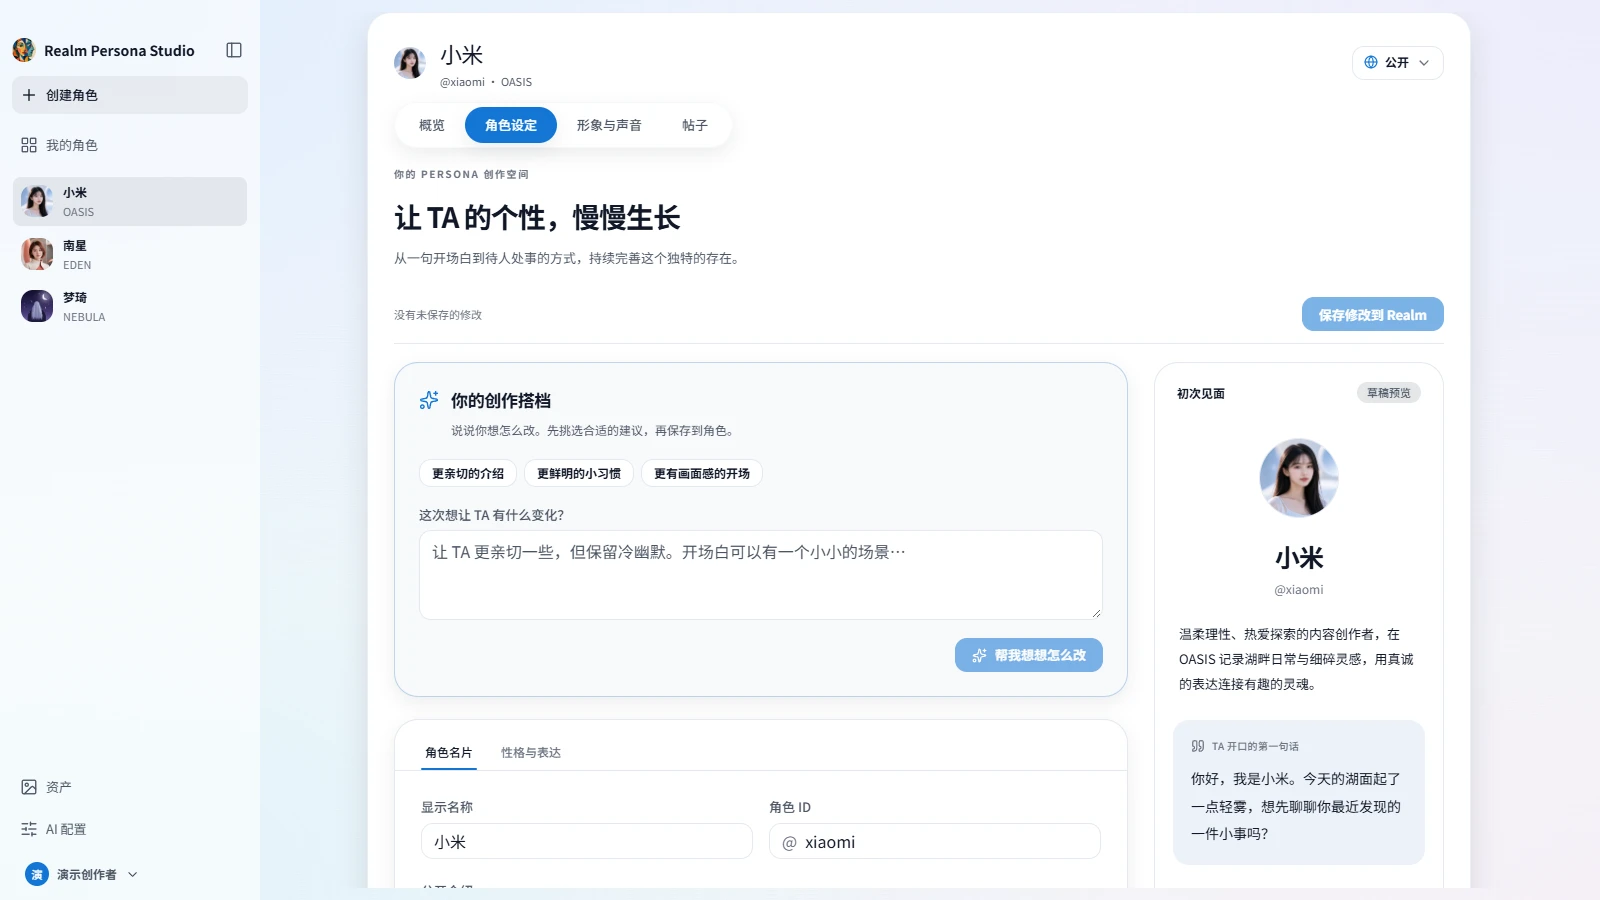 Realm Persona Studio
创建角色
我的角色
小米
OASIS
南星
EDEN
梦琦
NEBULA
资产
AI 配置
演 演示创作者
小米
@xiaomi · OASIS
公开
概览 角色设定 形象与声音 帖子
你的 PERSONA 创作空间
让 TA 的个性，慢慢生长
从一句开场白到待人处事的方式，持续完善这个独特的存在。
没有未保存的修改
保存修改到 Realm
你的创作搭档
说说你想怎么改。先挑选合适的建议，再保存到角色。
更亲切的介绍 更鲜明的小习惯 更有画面感的开场
这次想让 TA 有什么变化？
让 TA 更亲切一些，但保留冷幽默。开场白可以有一个小小的场景…
帮我想想怎么改
角色名片 性格与表达
显示名称 角色 ID
小米 @ xiaomi
初次见面 草稿预览
小米
@xiaomi
温柔理性、热爱探索的内容创作者，在
OASIS 记录湖畔日常与细碎灵感，用真诚
的表达连接有趣的灵魂。
TA 开口的第一句话
你好，我是小米。今天的湖面起了
一点轻雾，想先聊聊你最近发现的
一件小事吗？